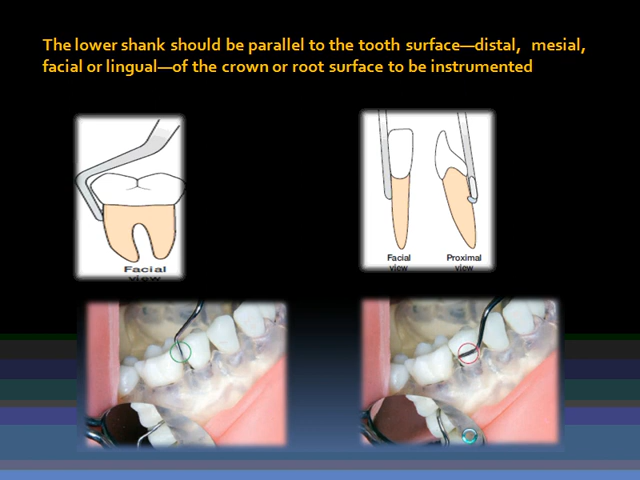 The lower shank should be parallel to the tooth surface—distal, mesial,
facial or lingual—of the crown or root surface to be instrumented
Facial
view
Facial
view
Proximal
view